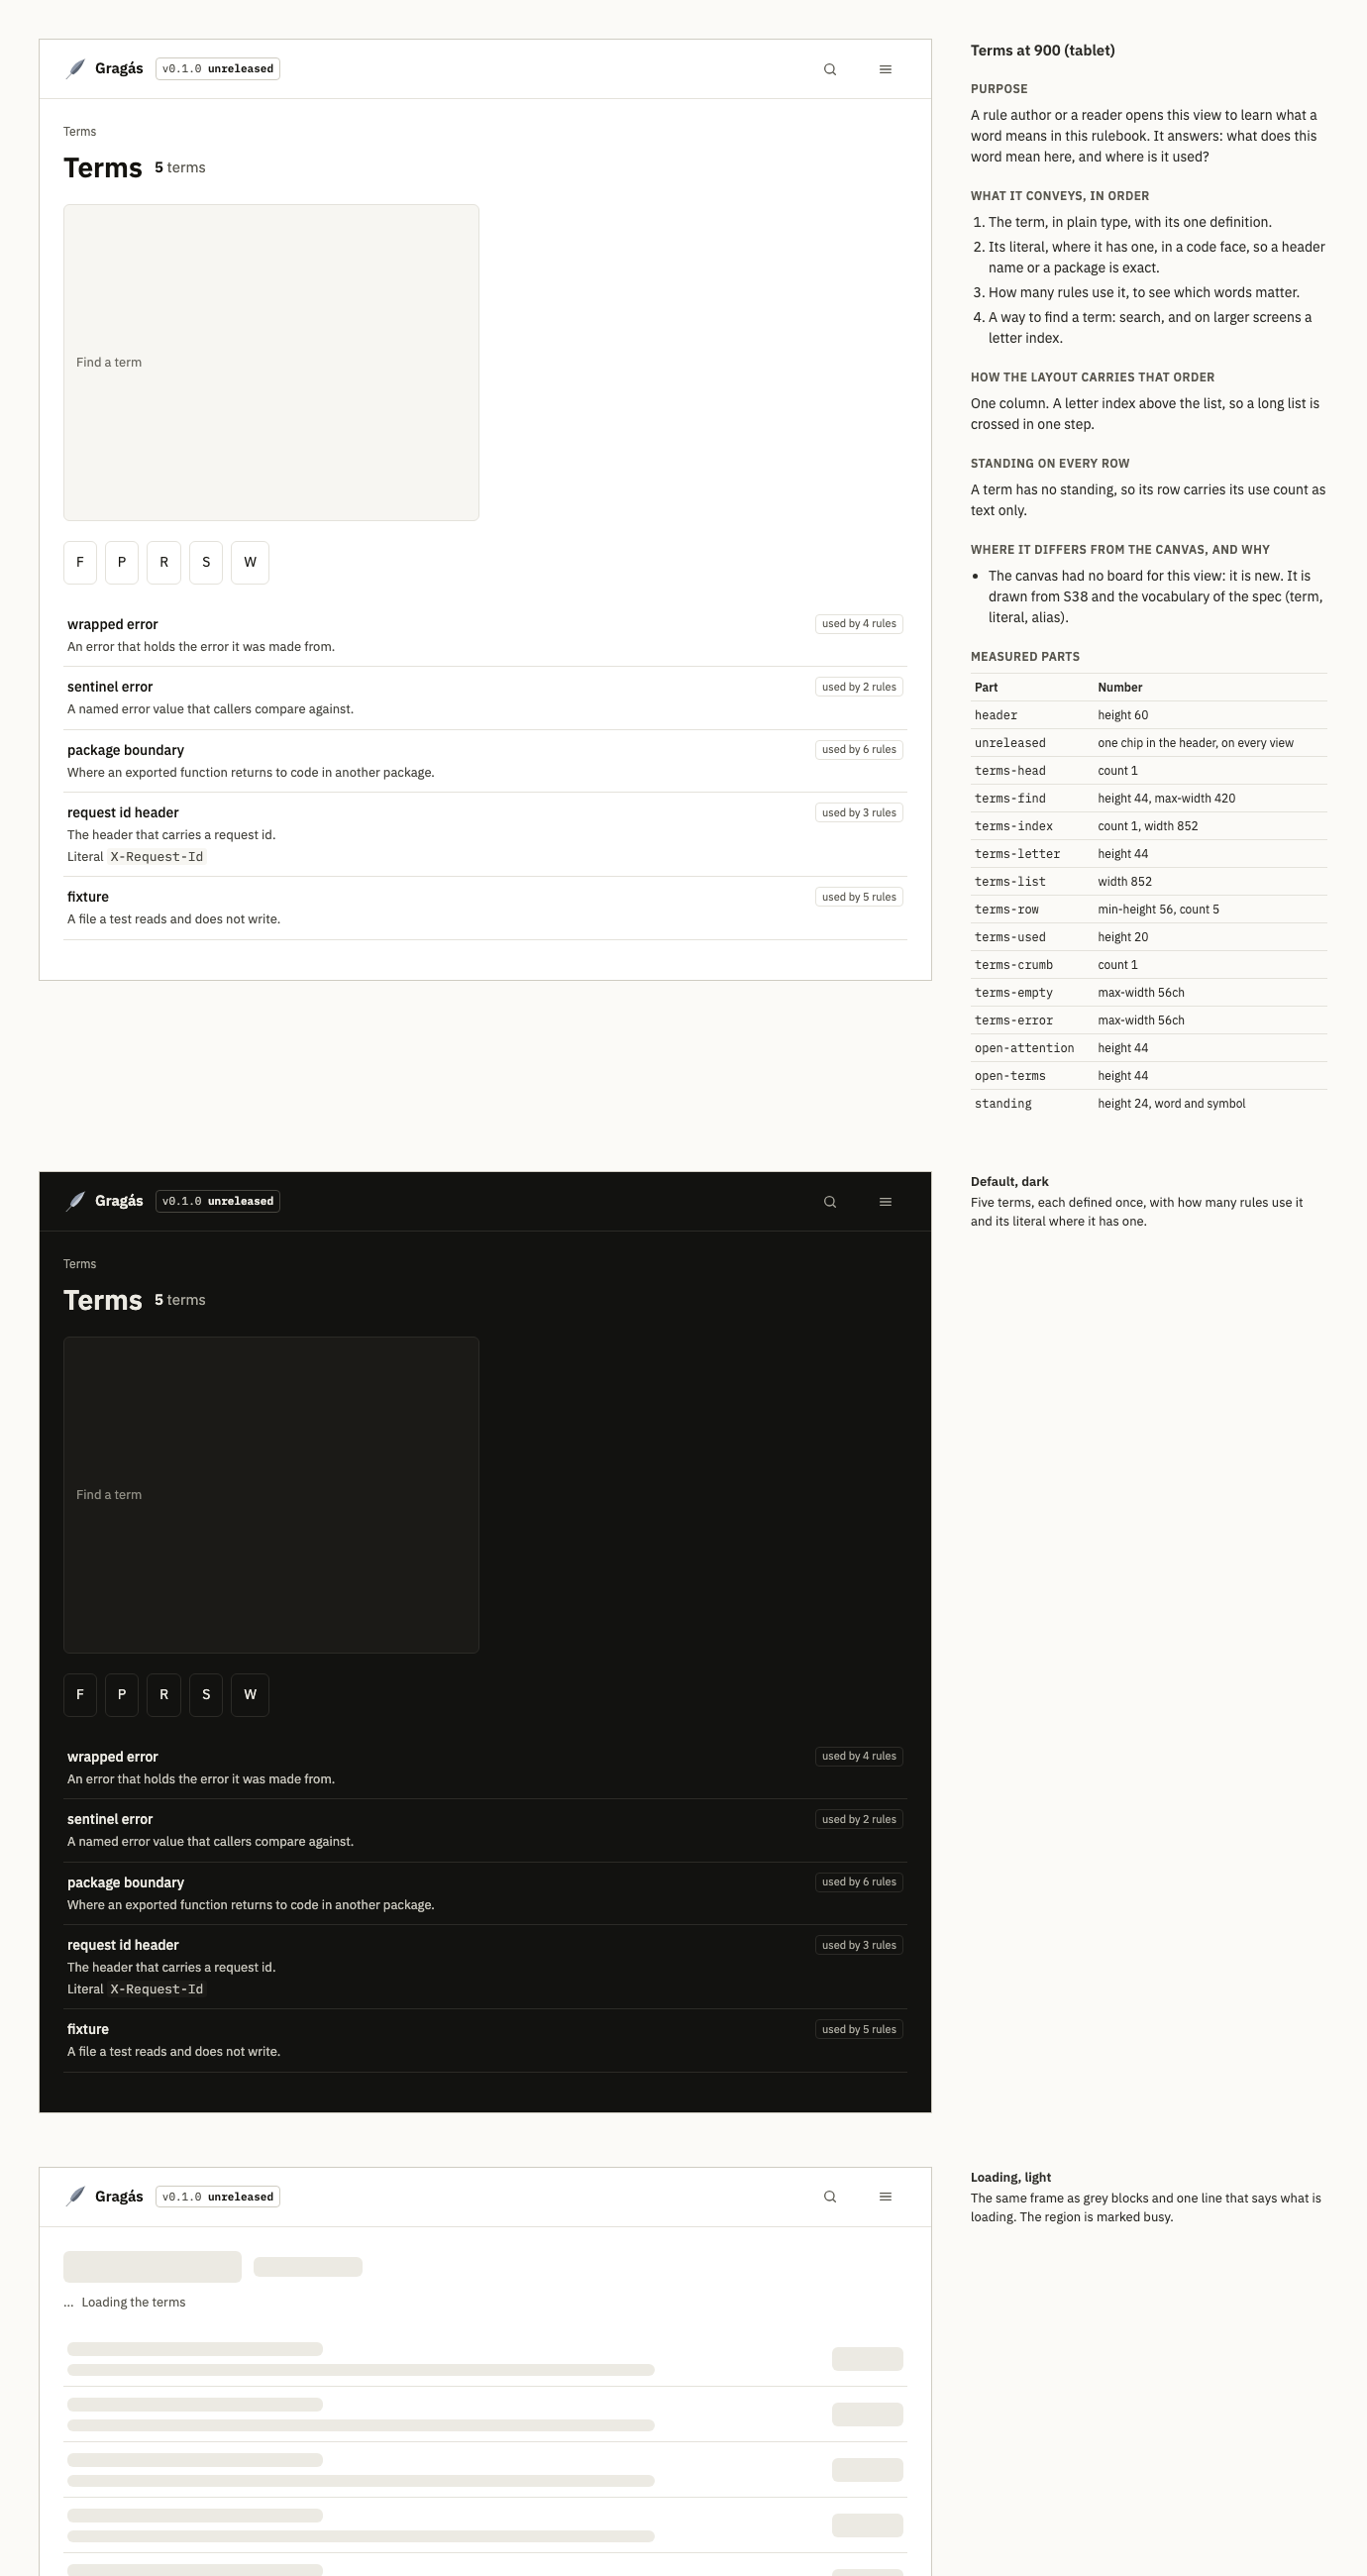 Gragás v0.1.0 unreleased
Terms
Terms 5 terms
Find a term
F P R S W
wrapped error used by 4 rules
An error that holds the error it was made from.
sentinel error used by 2 rules
A named error value that callers compare against.
package boundary used by 6 rules
Where an exported function returns to code in another package.
request id header used by 3 rules
The header that carries a request id.
Literal X-Request-Id
fixture used by 5 rules
A file a test reads and does not write.
Terms at 900 (tablet)
PURPOSE
A rule author or a reader opens this view to learn what a
word means in this rulebook. It answers: what does this
word mean here, and where is it used?
WHAT IT CONVEYS, IN ORDER
1. The term, in plain type, with its one definition.
2. Its literal, where it has one, in a code face, so a header
name or a package is exact.
3. How many rules use it, to see which words matter.
4. A way to find a term: search, and on larger screens a
letter index.
HOW THE LAYOUT CARRIES THAT ORDER
One column. A letter index above the list, so a long list is
crossed in one step.
STANDING ON EVERY ROW
A term has no standing, so its row carries its use count as
text only.
WHERE IT DIFFERS FROM THE CANVAS, AND WHY
• The canvas had no board for this view: it is new. It is
drawn from S38 and the vocabulary of the spec (term,
literal, alias).
MEASURED PARTS
Part Number
header height 60
unreleased one chip in the header, on every view
terms-head count 1
terms-find height 44, max-width 420
terms-index count 1, width 852
terms-letter height 44
terms-list width 852
terms-row min-height 56, count 5
terms-used height 20
terms-crumb count 1
terms-empty max-width 56ch
terms-error max-width 56ch
open-attention height 44
open-terms height 44
standing height 24, word and symbol
Gragás v0.1.0 unreleased
Terms
Terms 5 terms
Find a term
F P R S W
wrapped error used by 4 rules
An error that holds the error it was made from.
sentinel error used by 2 rules
A named error value that callers compare against.
package boundary used by 6 rules
Where an exported function returns to code in another package.
request id header used by 3 rules
The header that carries a request id.
Literal X-Request-Id
fixture used by 5 rules
A file a test reads and does not write.
Default, dark
Five terms, each defined once, with how many rules use it
and its literal where it has one.
Gragás v0.1.0 unreleased
... Loading the terms
Loading, light
The same frame as grey blocks and one line that says what is
loading. The region is marked busy.